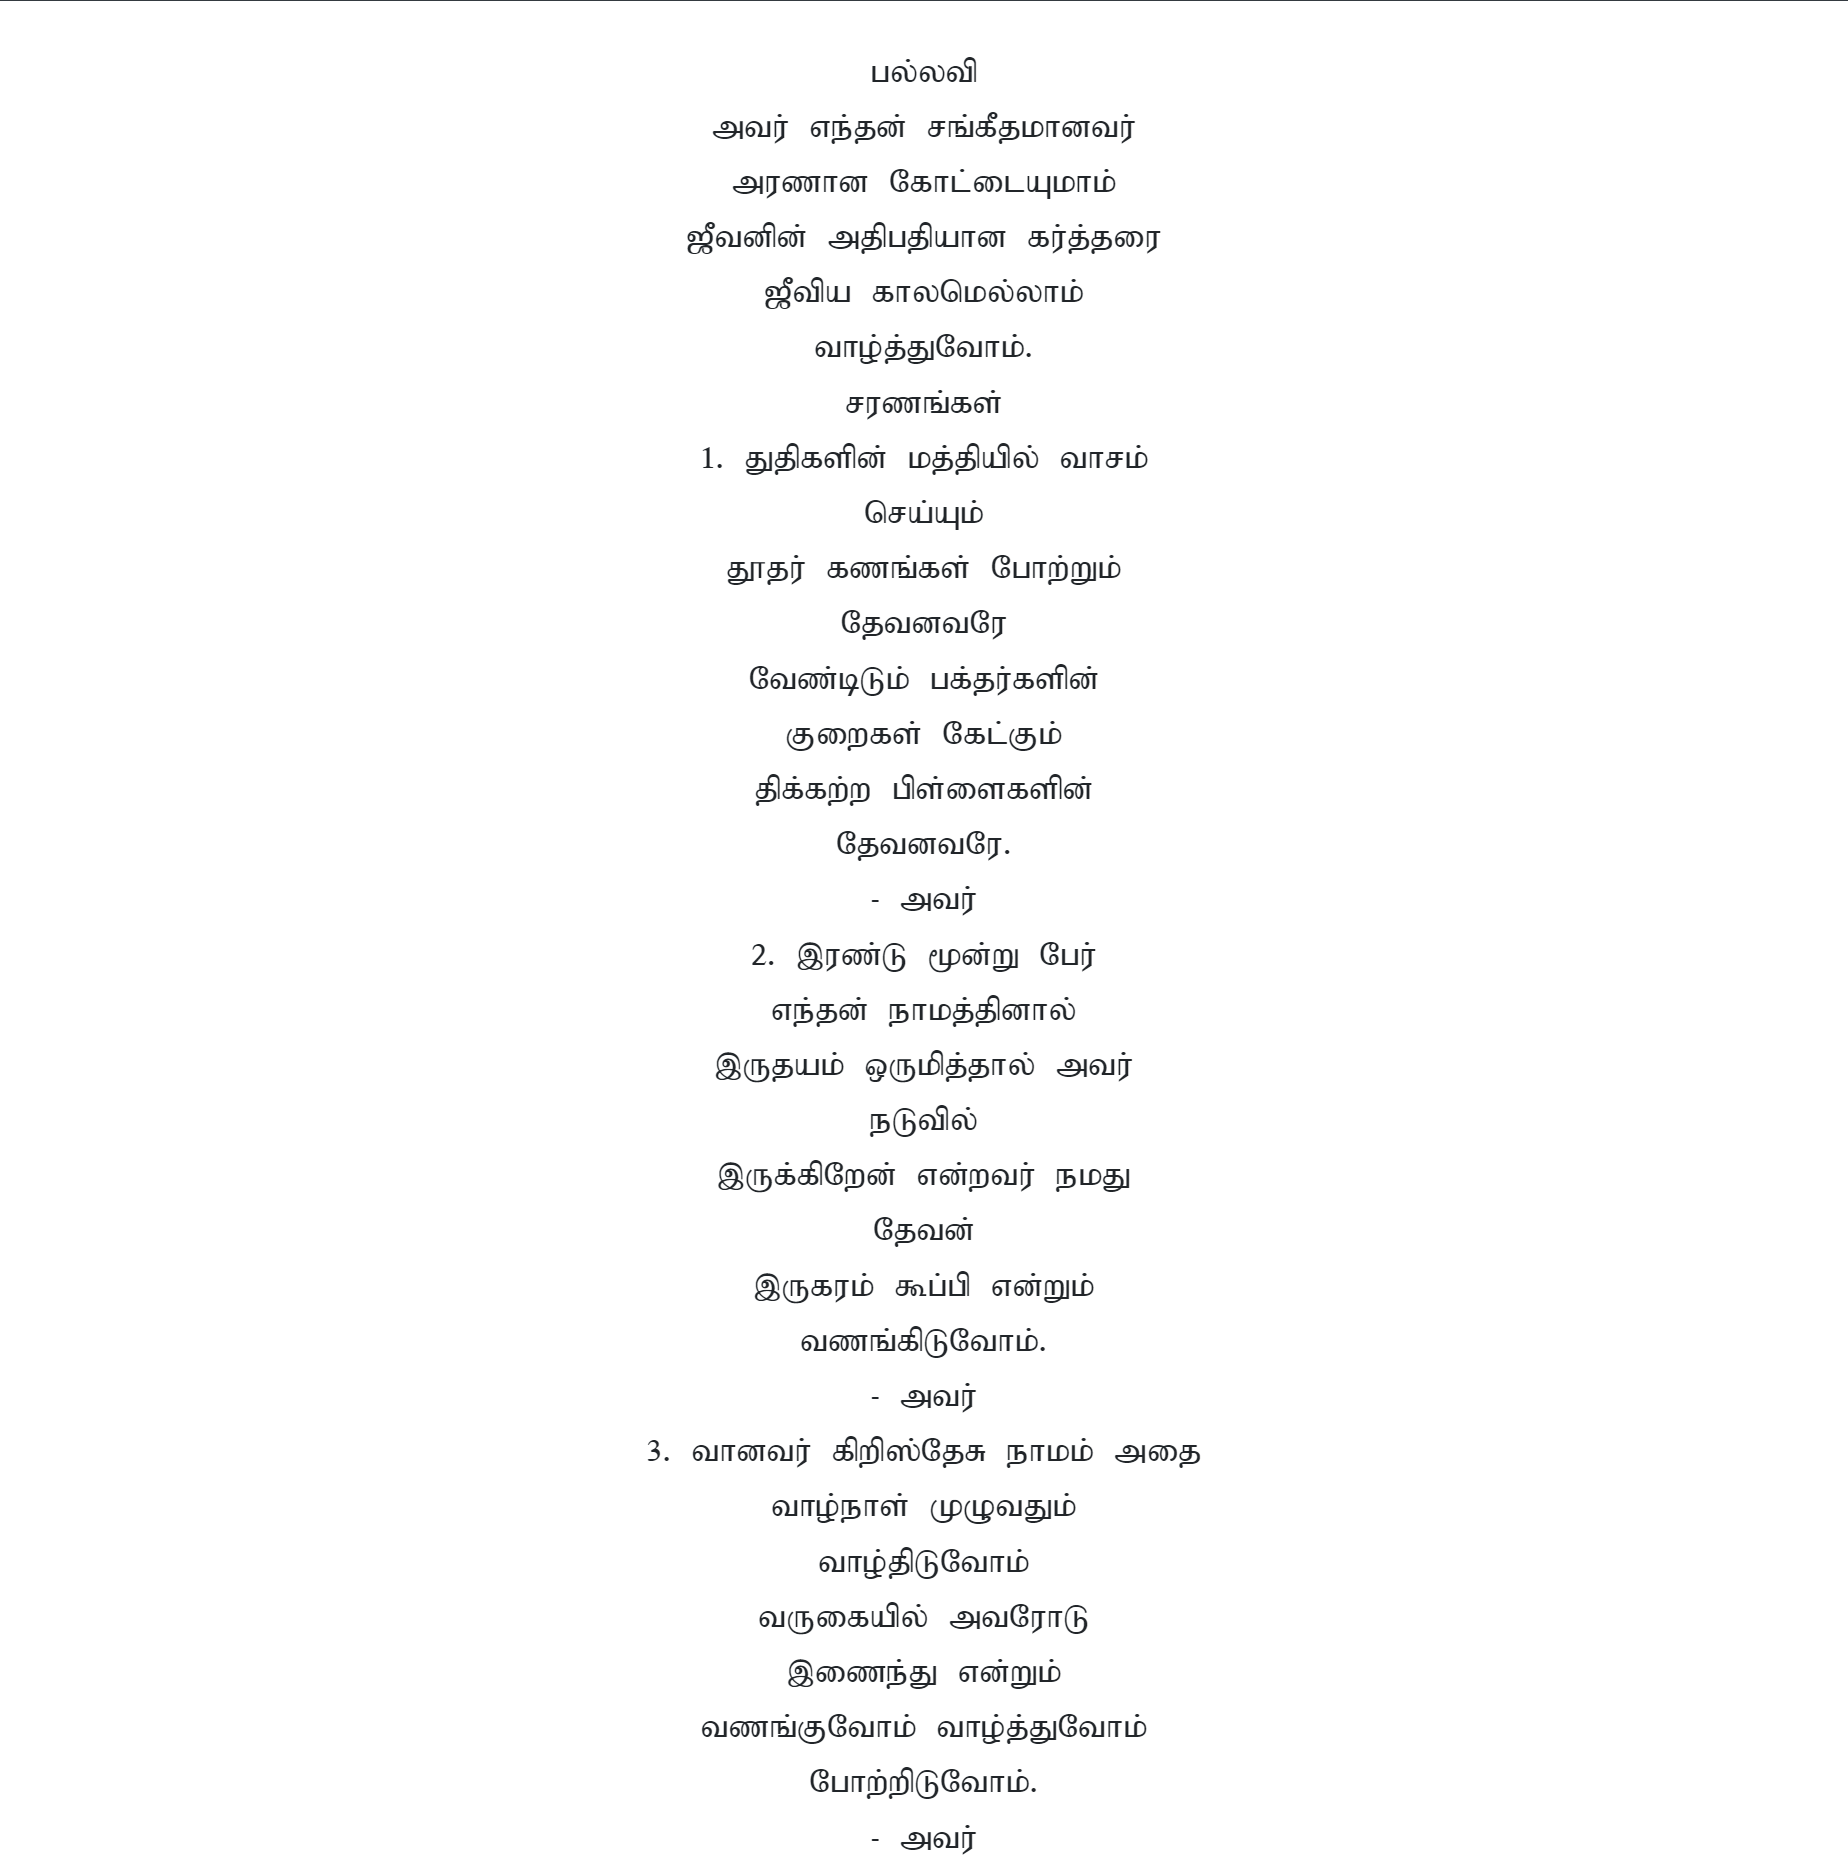 பல்லவி
அவர் எந்தன் சங்கீதமானவர்
அரணான கோட்டையுமாம்
ஜீவனின் அதிபதியான கர்த்தரை
ஜீவிய காலமெல்லாம்
வாழ்த்துவோம்.
சரணங்கள்
1. துதிகளின் மத்தியில் வாசம்
செய்யும்
தூதர் கணங்கள் போற்றும்
தேவனவரே
வேண்டிடும் பக்தர்களின்
குறைகள் கேட்கும்
திக்கற்ற பிள்ளைகளின்
தேவனவரே.
- அவர்
2. இரண்டு மூன்று பேர்
எந்தன் நாமத்தினால்
இருதயம் ஒருமித்தால் அவர்
நடுவில்
இருக்கிறேன் என்றவர் நமது
தேவன்
இருகரம் கூப்பி என்றும்
வணங்கிடுவோம்.
- அவர்
3. வானவர் கிறிஸ்தேசு நாமம் அதை
வாழ்நாள் முழுவதும்
வாழ்திடுவோம்
வருகையில் அவரோடு
இணைந்து என்றும்
வணங்குவோம் வாழ்த்துவோம்
போற்றிடுவோம்.
- அவர்